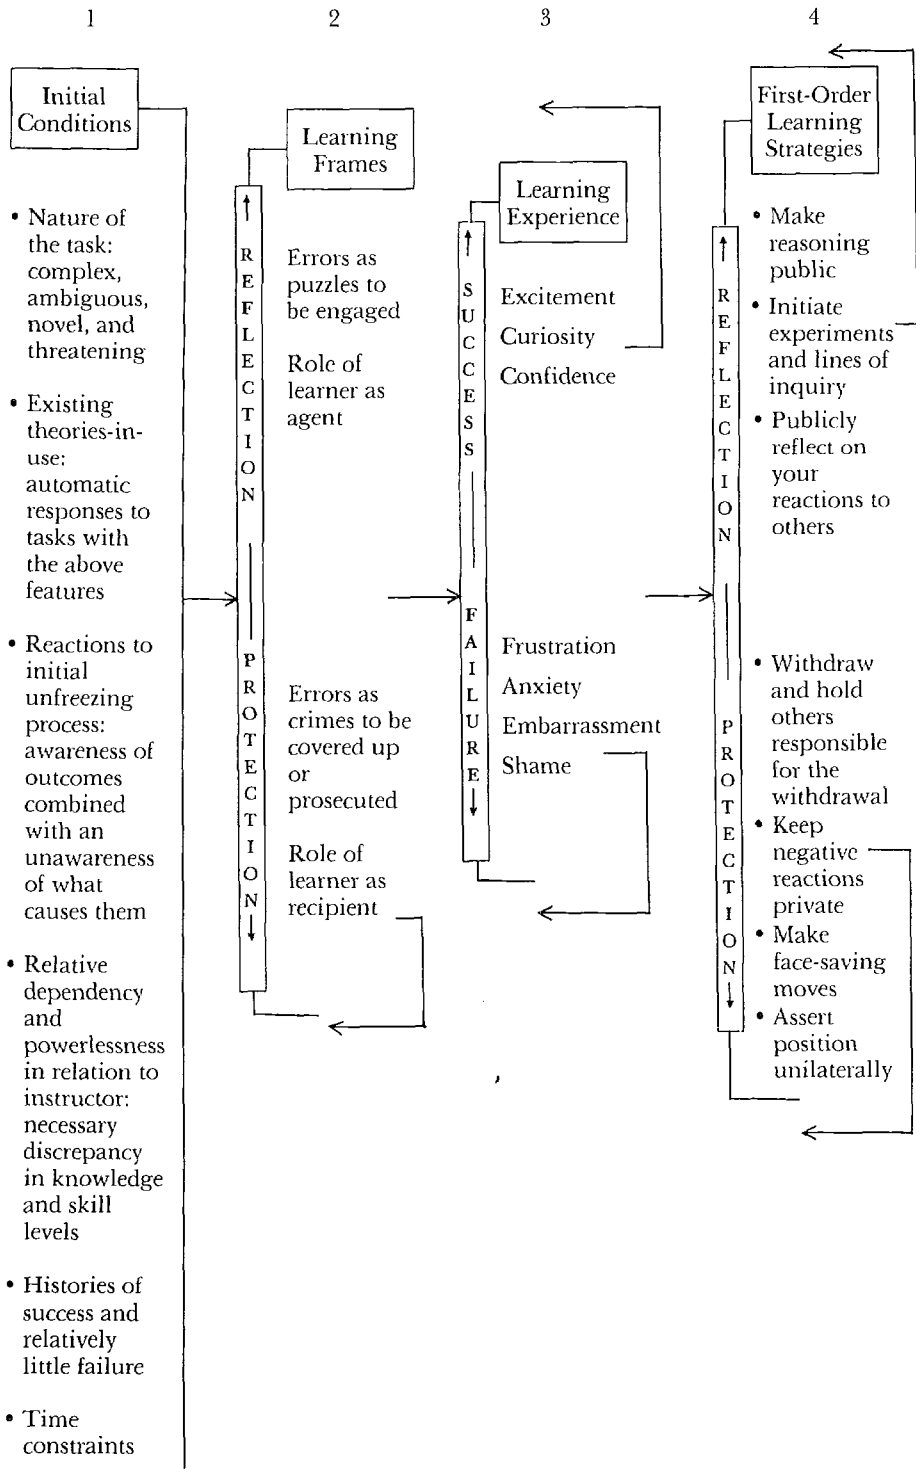 1
2
3
4
Initial
Conditions
• Nature of
the task:
complex,
ambiguous,
novel, and
threatening
• Existing
theories-in-
use:
automatic
responses to
tasks with
the above
features
• Reactions to
initial
unfreezing
process:
awareness of
outcomes
combined
with an
unawareness
of what
causes them
• Relative
dependency
and
powerlessness
in relation to
instructor:
necessary
discrepancy
in knowledge
and skill
levels
• Histories of
success and
relatively
little failure
• Time
constraints
Learning
Frames
REFLECTION
PROTECTION
Errors as
puzzles to
be engaged
Role of
learner as
agent
Errors as
crimes to be
covered up
or
prosecuted
Role of
learner as
recipient
Learning
Experience
SUCCESS
FAILURE
Excitement
Curiosity
Confidence
Frustration
Anxiety
Embarrassment
Shame
First-Order
Learning
Strategies
REFLECTION
PROTECTION
• Make
reasoning
public
• Initiate
experiments
and lines of
inquiry
• Publicly
reflect on
your
reactions to
others
• Withdraw
and hold
others
responsible
for the
withdrawal
• Keep
negative
reactions
private
• Make
face-saving
moves
• Assert
position
unilaterally